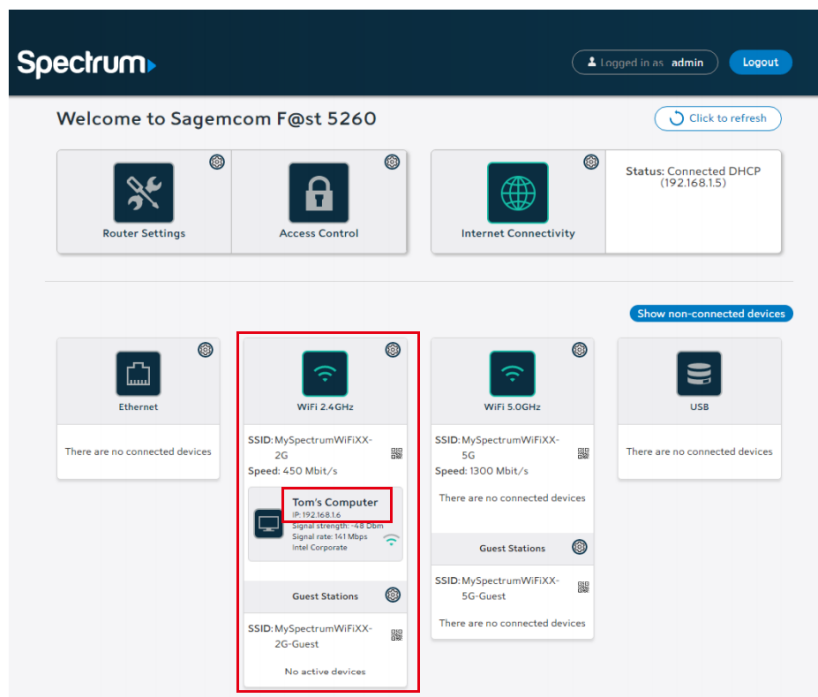 Spectrum
Logged in as admin
Logout
Welcome to Sagemcom F@st 5260
Click to refresh
Router Settings
Access Control
Internet Connectivity
Status: Connected DHCP
(192.168.1.5)
Show non-connected devices
Ethernet
There are no connected devices
WiFi 2.4GHz
SSID: MySpectrumWiFiXX-
2G
Speed: 450 Mbit/s
Tom's Computer
IP: 192.168.1.6
Signal strength: -48 Dbm
Signal rate: 141 Mbps
Intel Corporate
Guest Stations
SSID: MySpectrumWiFiXX-
2G-Guest
No active devices
WiFi 5.0GHz
SSID: MySpectrumWiFiXX-
5G
Speed: 1300 Mbit/s
There are no connected devices
Guest Stations
SSID: MySpectrumWiFiXX-
5G-Guest
There are no connected devices
USB
There are no connected devices